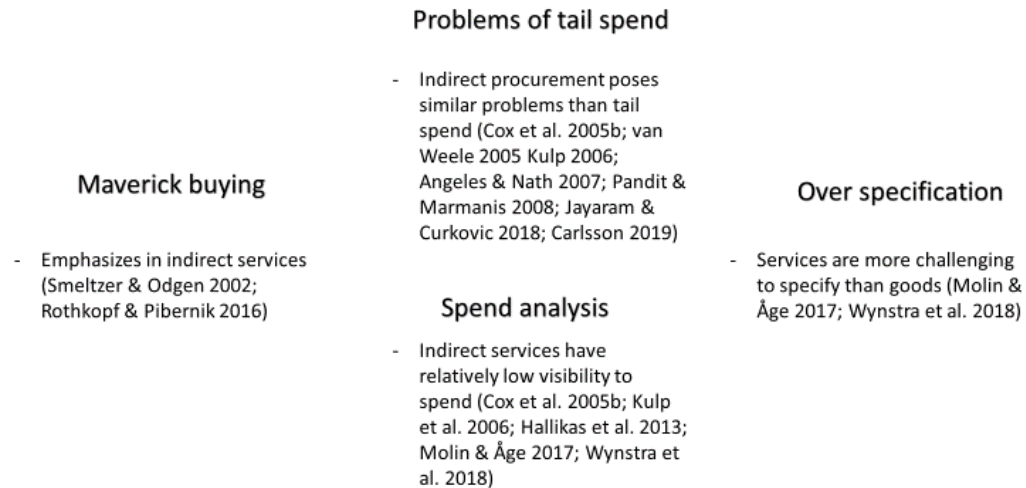 Problems of tail spend
- Indirect procurement poses
similar problems than tail
spend (Cox et al. 2005b; van
Weele 2005 Kulp 2006;
Angeles & Nath 2007; Pandit &
Marmanis 2008; Jayaram &
Curkovic 2018; Carlsson 2019)
Maverick buying
- Emphasizes in indirect services
(Smeltzer & Odgen 2002;
Rothkopf & Pibernik 2016)
Spend analysis
- Indirect services have
relatively low visibility to
spend (Cox et al. 2005b; Kulp
et al. 2006; Hallikas et al. 2013;
Molin & Åge 2017; Wynstra et
al. 2018)
Over specification
- Services are more challenging
to specify than goods (Molin &
Åge 2017; Wynstra et al. 2018)